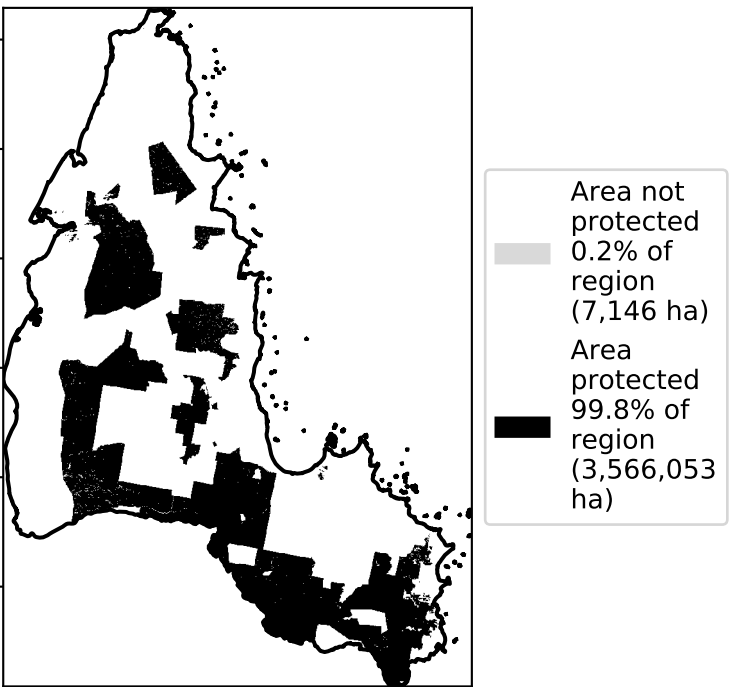 Area not
protected
0.2% of
region
(7,146 ha)
Area
protected
99.8% of
region
(3,566,053
ha)